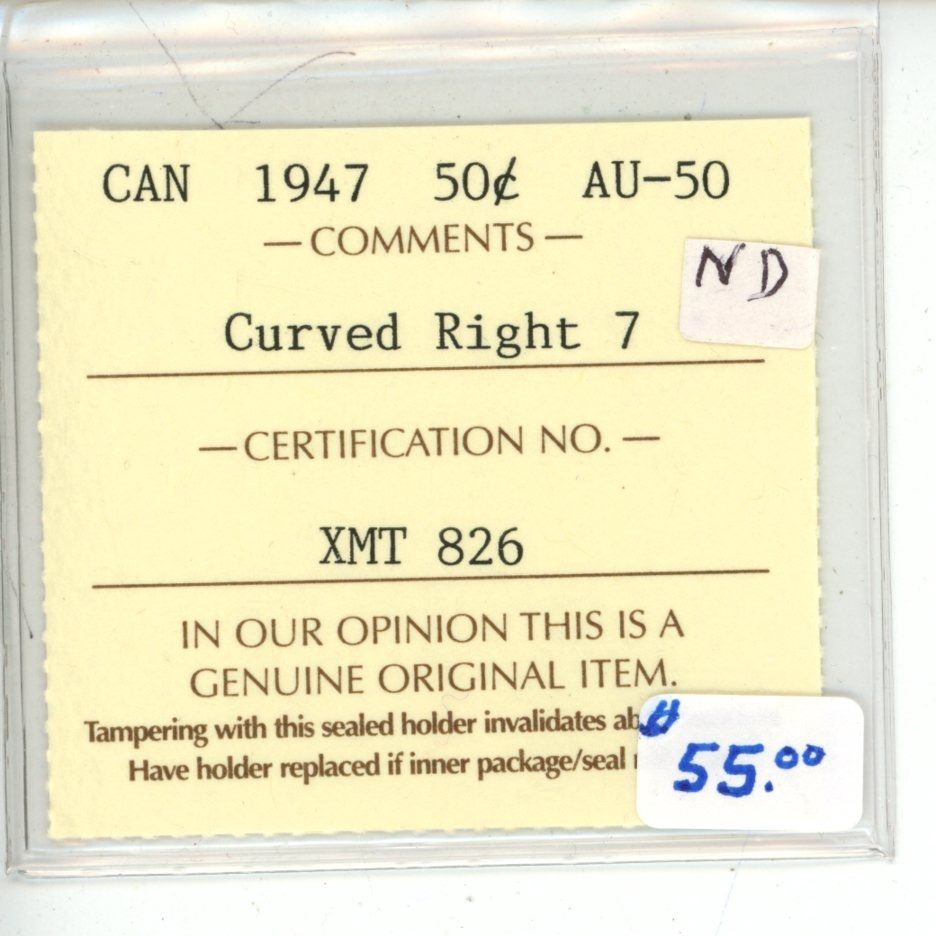 CAN 1947 50¢ AU-50
—COMMENTS—
ND
Curved Right 7
—CERTIFICATION NO.—
XMT 826
IN OUR OPINION THIS IS A
GENUINE ORIGINAL ITEM.
Tampering with this sealed holder invalidates
Have holder replaced if inner package/seal
55.00